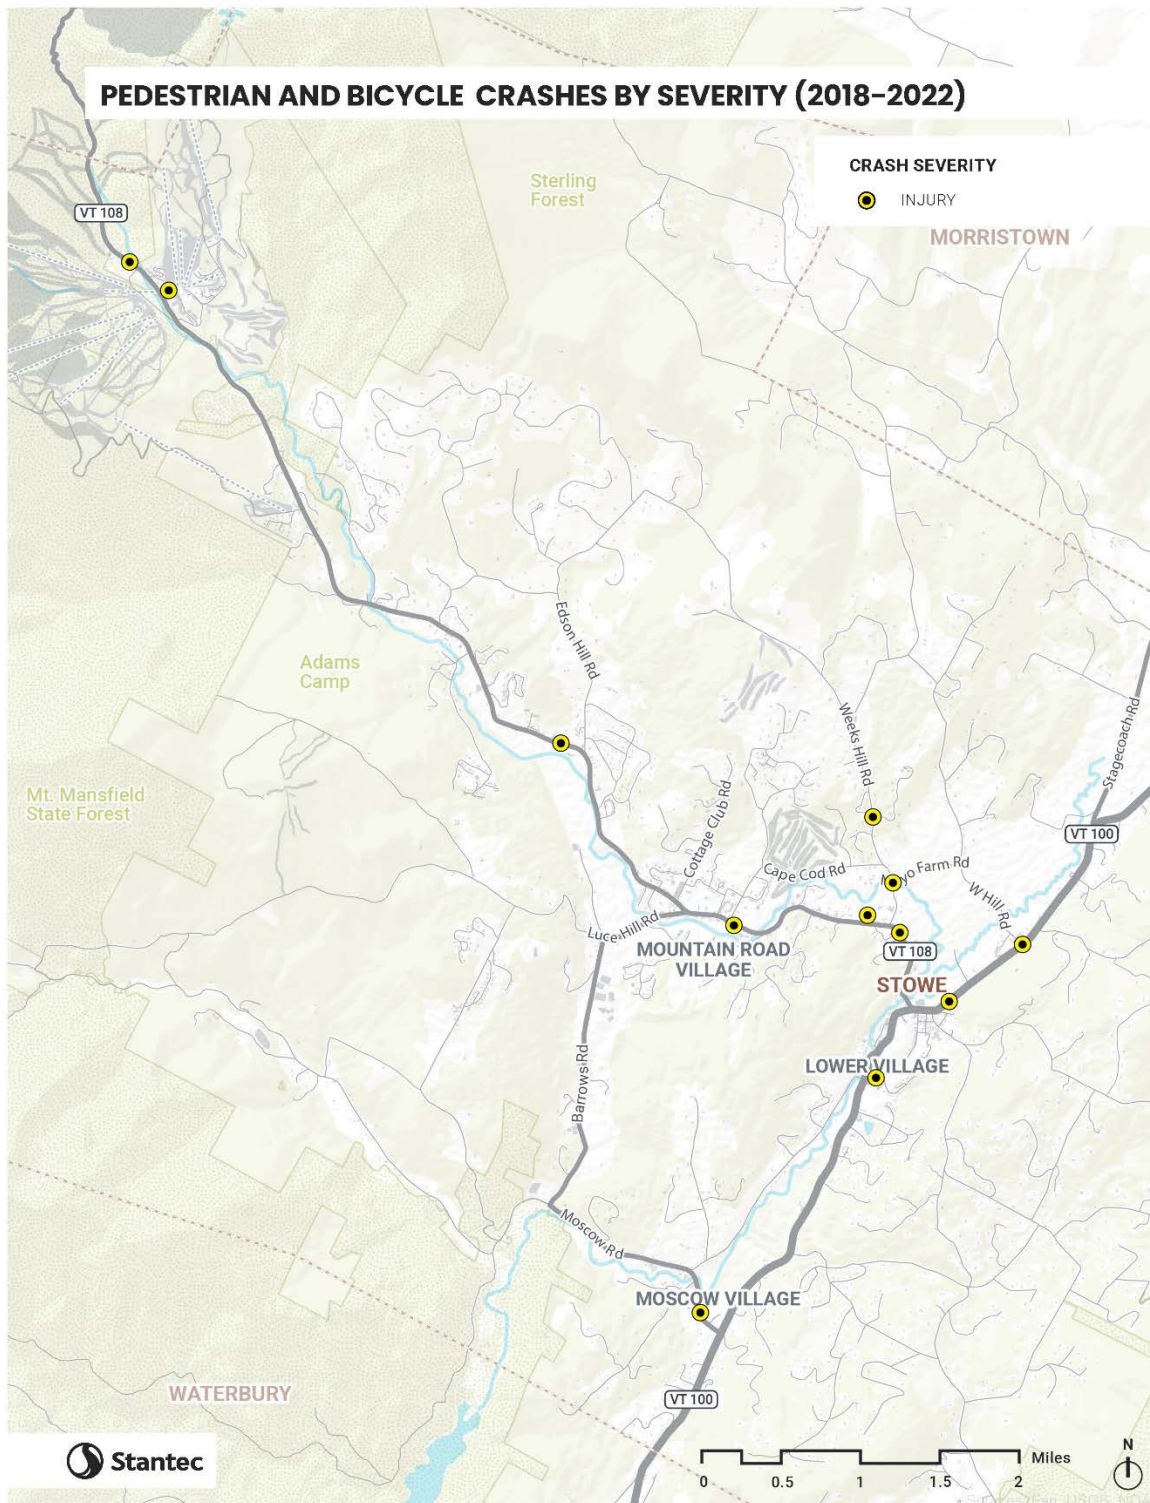 PEDESTRIAN AND BICYCLE CRASHES BY SEVERITY (2018-2022)
CRASH SEVERITY
INJURY
Sterling
Forest
VT 108
MORRISTOWN
Edson Hill Rd
Adams
Camp
Weeks Hill Rd
Stagecoach Rd
Mt. Mansfield
State Forest
Cottage Club Rd
VT 100
Cape Cod Rd
Mayo Farm Rd
W Hill Rd
Luce Hill Rd
MOUNTAIN ROAD
VILLAGE
VT 108
STOWE
Barrows Rd
LOWER VILLAGE
Moscow Rd
MOSCOW VILLAGE
WATERBURY
VT 100
Stantec
Miles
0 0.5 1 1.5 2
N